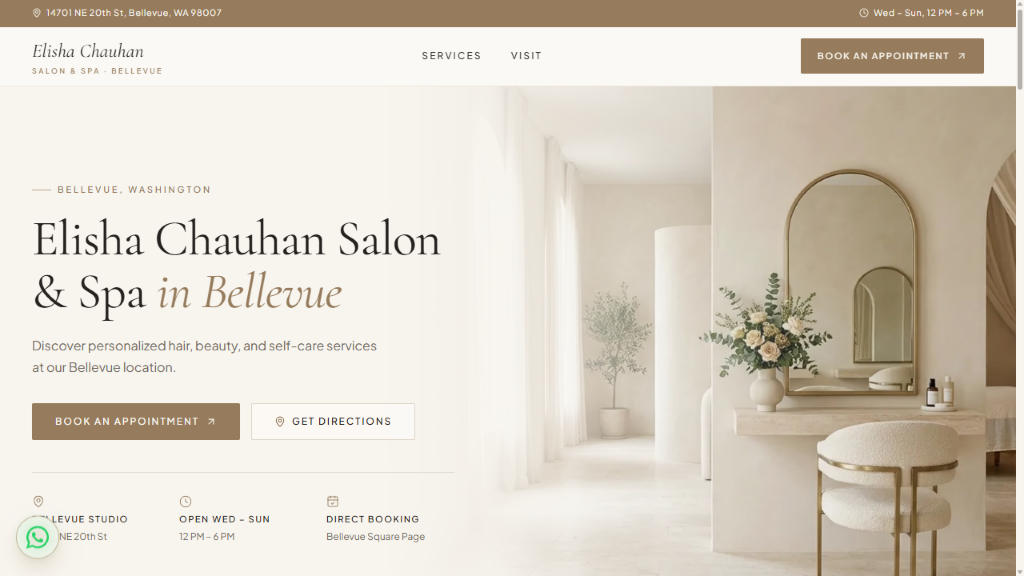 14701 NE 20th St, Bellevue, WA 98007
Wed – Sun, 12 PM – 6 PM
Elisha Chauhan
SALON & SPA · BELLEVUE
SERVICES
VISIT
BOOK AN APPOINTMENT
BELLEVUE, WASHINGTON
Elisha Chauhan Salon
& Spa in Bellevue
Discover personalized hair, beauty, and self-care services
at our Bellevue location.
BOOK AN APPOINTMENT
GET DIRECTIONS
LLEVUE STUDIO
NE 20th St
OPEN WED – SUN
12 PM – 6 PM
DIRECT BOOKING
Bellevue Square Page